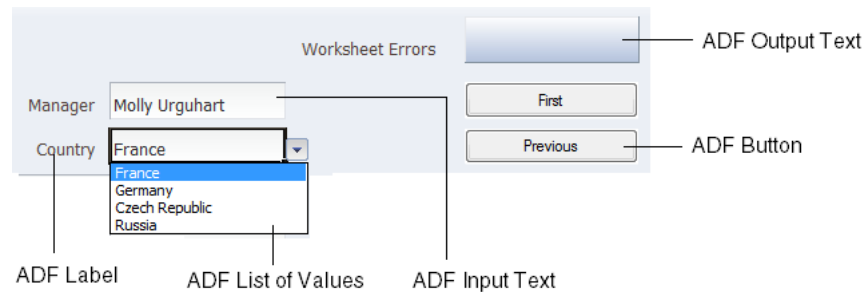 Worksheet Errors
ADF Output Text
Manager
Molly Urguhart
First
Country
France
Previous
ADF Button
France
Germany
Czech Republic
Russia
ADF Label
ADF List of Values
ADF Input Text